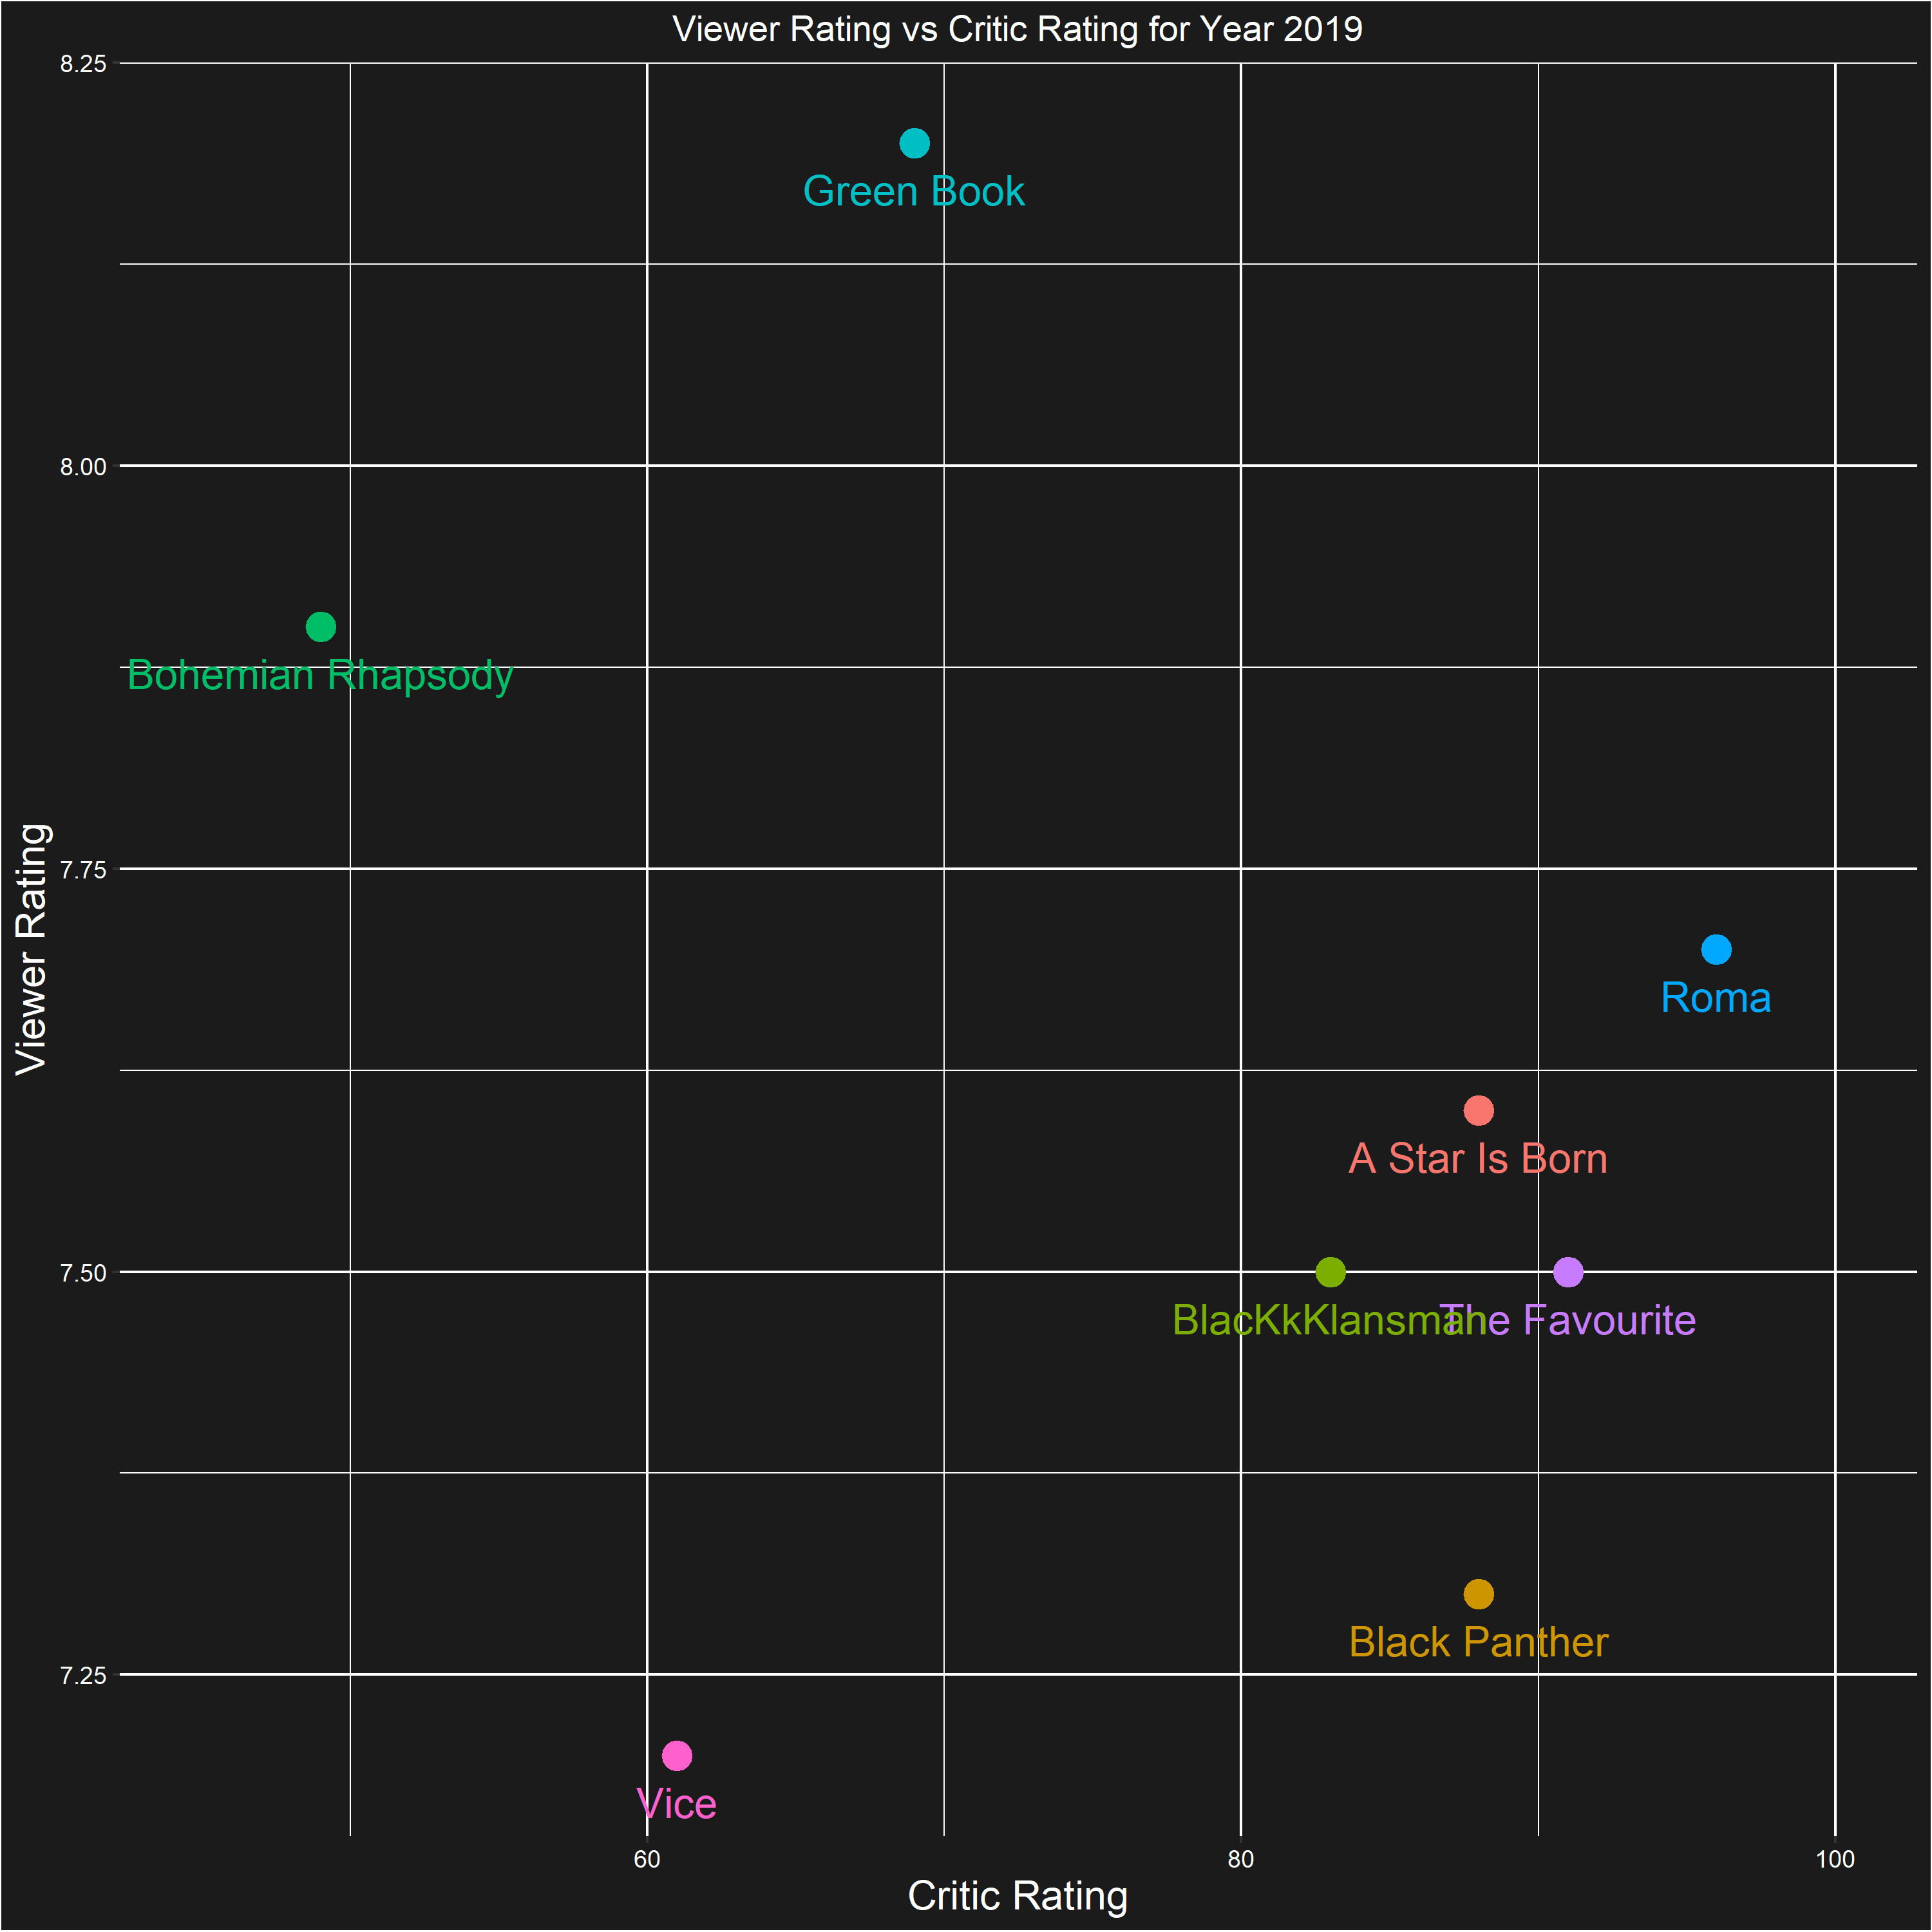 Viewer Rating vs Critic Rating for Year 2019
8.25
Green Book
8.00
Bohemian Rhapsody
7.75
Viewer Rating
Roma
A Star Is Born
7.50
BlacKkKlansman
The Favourite
Black Panther
7.25
Vice
60
80
100
Critic Rating